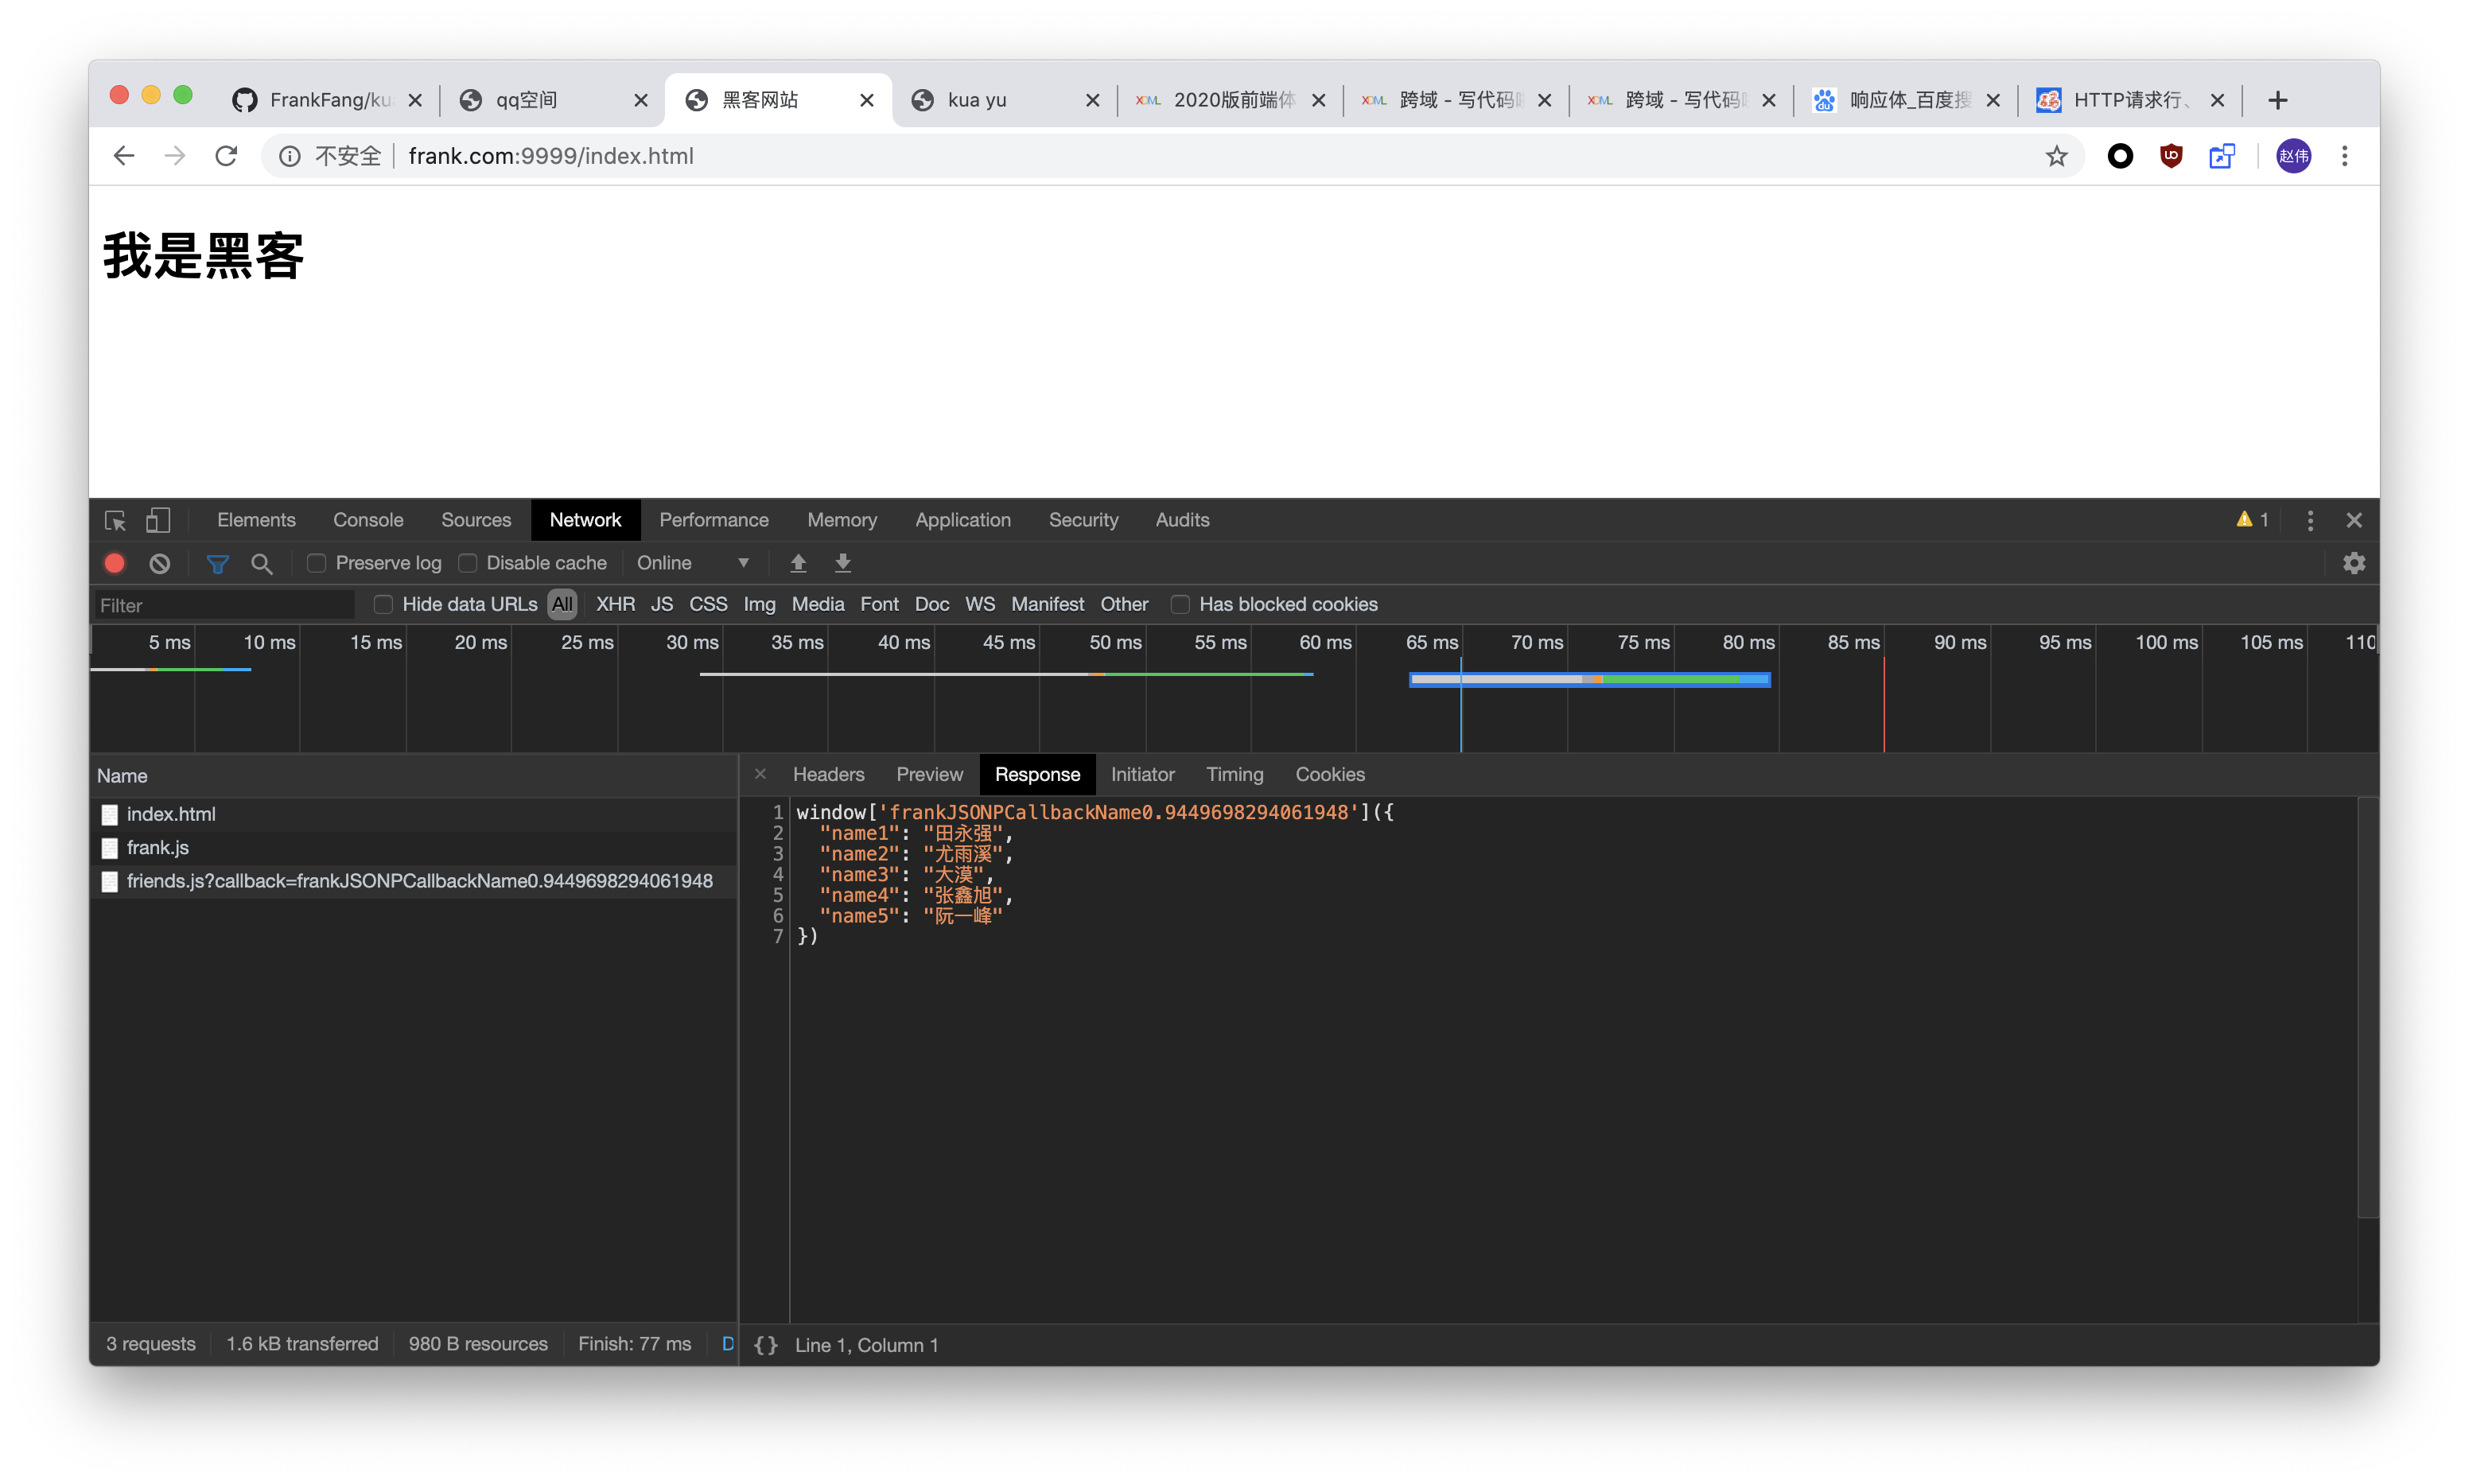 FrankFang/kua
qq空间
黑客网站
kua yu
2020版前端体
跨域 - 写代码
跨域 - 写代码
响应体_百度搜
HTTP请求行、
不安全 frank.com:9999/index.html
赵伟
我是黑客
Elements Console Sources Network Performance Memory Application Security Audits 1
Preserve log Disable cache Online
Filter Hide data URLs All XHR JS CSS Img Media Font Doc WS Manifest Other Has blocked cookies
5 ms 10 ms 15 ms 20 ms 25 ms 30 ms 35 ms 40 ms 45 ms 50 ms 55 ms 60 ms 65 ms 70 ms 75 ms 80 ms 85 ms 90 ms 95 ms 100 ms 105 ms 110
Name
index.html
frank.js
friends.js?callback=frankJSONPCallbackName0.9449698294061948
Headers Preview Response Initiator Timing Cookies
1 window['frankJSONPCallbackName0.9449698294061948']({
2 "name1": "田永强",
3 "name2": "尤雨溪",
4 "name3": "大漠",
5 "name4": "张鑫旭",
6 "name5": "阮一峰"
7 })
3 requests 1.6 kB transferred 980 B resources Finish: 77 ms D
{} Line 1, Column 1